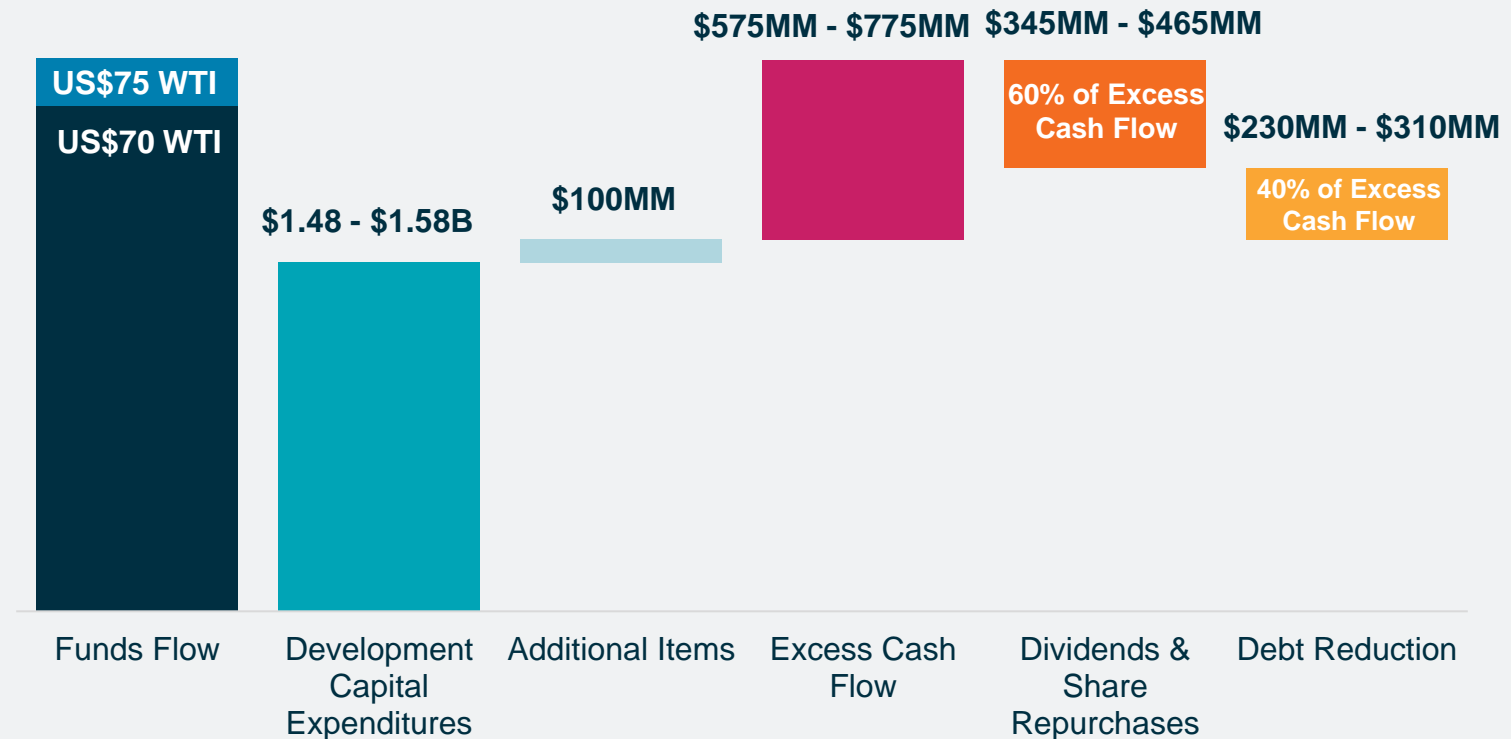 $575MM - $775MM
$345MM - $465MM
US$75 WTI
US$70 WTI
60% of Excess
Cash Flow
$230MM - $310MM
$1.48 - $1.58B
$100MM
40% of Excess
Cash Flow
Funds Flow
Development
Capital
Expenditures
Additional Items
Excess Cash
Flow
Dividends &
Share
Repurchases
Debt Reduction